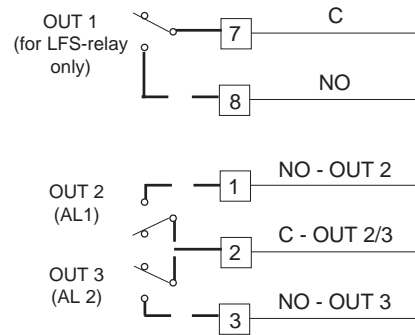 OUT 1
(for LFS-relay
only)
7
C
8
NO
OUT 2
(AL1)
1
NO - OUT 2
2
C - OUT 2/3
OUT 3
(AL 2)
3
NO - OUT 3